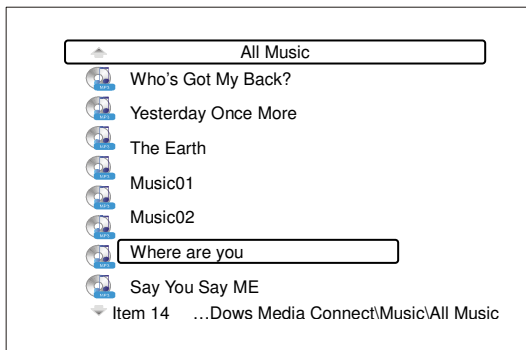 All Music
Who's Got My Back?
Yesterday Once More
The Earth
Music01
Music02
Where are you
Say You Say ME
Item 14 …Dows Media Connect\Music\All Music